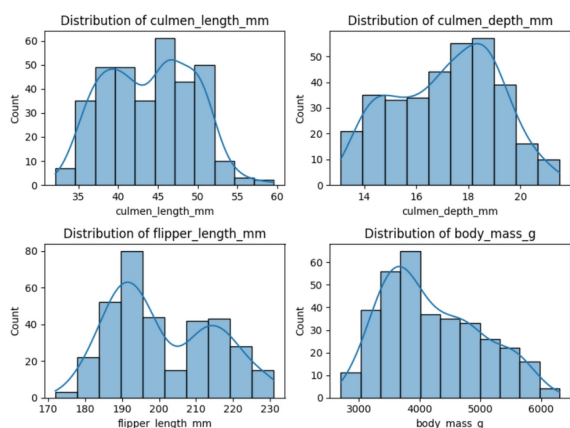 Distribution of culmen_length_mm
Count
60
50
40
30
20
10
0
35 40 45 50 55 60
culmen_length_mm
Distribution of culmen_depth_mm
Count
50
40
30
20
10
0
14 16 18 20
culmen_depth_mm
Distribution of flipper_length_mm
Count
80
60
40
20
0
170 180 190 200 210 220 230
flipper_length_mm
Distribution of body_mass_g
Count
60
50
40
30
20
10
0
3000 4000 5000 6000
body_mass_g